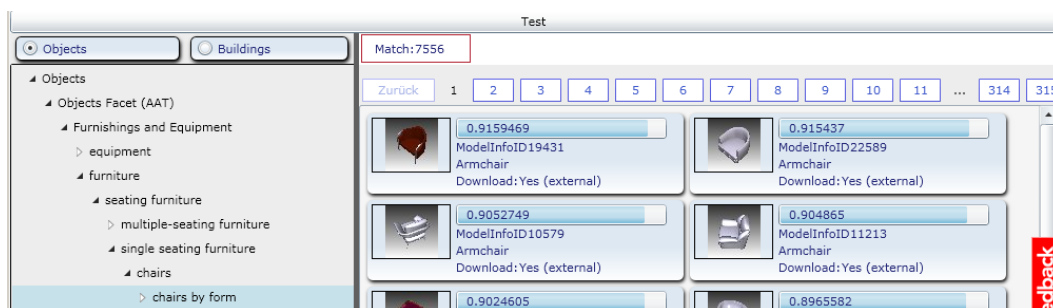 Test
Objects
Buildings
Objects
Objects Facet (AAT)
Furnishings and Equipment
equipment
furniture
seating furniture
multiple-seating furniture
single seating furniture
chairs
chairs by form
Match:7556
Zurück 1 2 3 4 5 6 7 8 9 10 11 ... 314 315
0.9159469
ModelInfoID19431
Armchair
Download:Yes (external)
0.915437
ModelInfoID22589
Armchair
Download:Yes (external)
0.9052749
ModelInfoID10579
Armchair
Download:Yes (external)
0.904865
ModelInfoID11213
Armchair
Download:Yes (external)
0.9024605
0.8965582